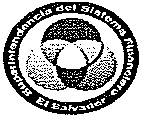 Superintendencia del Sistema Financiero
El Salvador